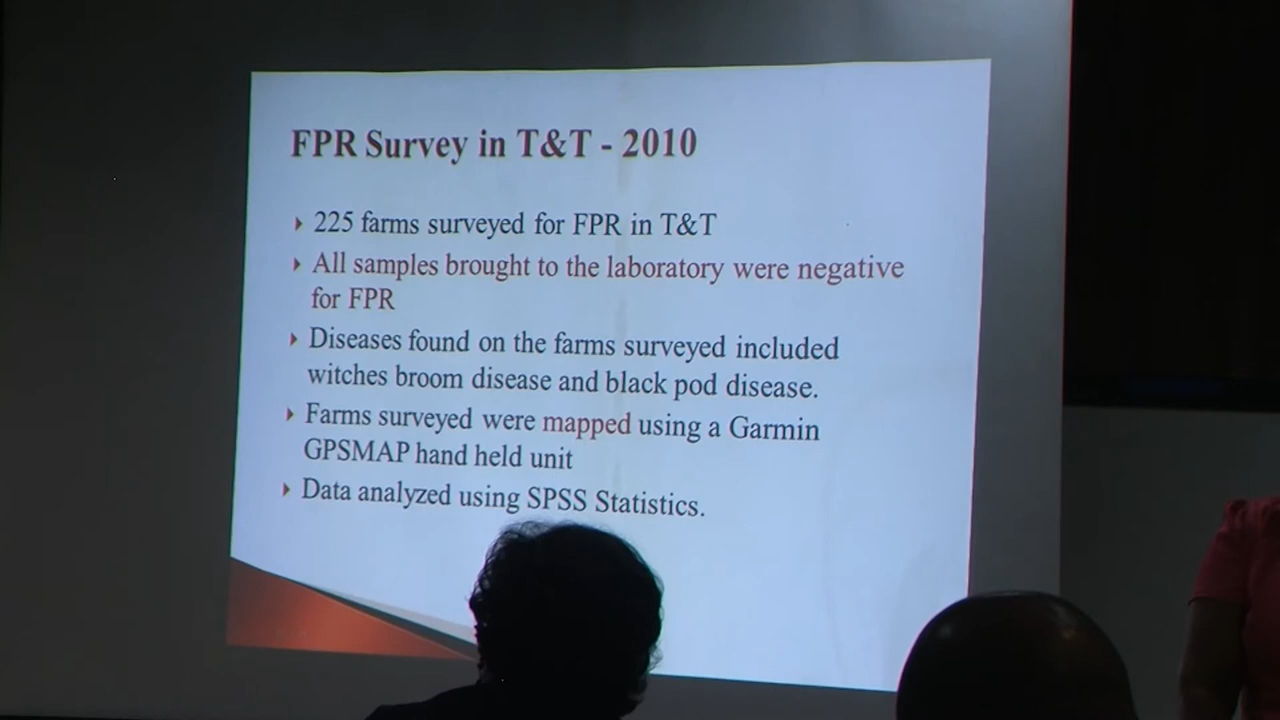 FPR Survey in T&T - 2010
225 farms surveyed for FPR in T&T
All samples brought to the laboratory were negative
for FPR
Diseases found on the farms surveyed included
witches broom disease and black pod disease.
Farms surveyed were mapped using a Garmin
GPSMAP hand held unit
Data analyzed using SPSS Statistics.